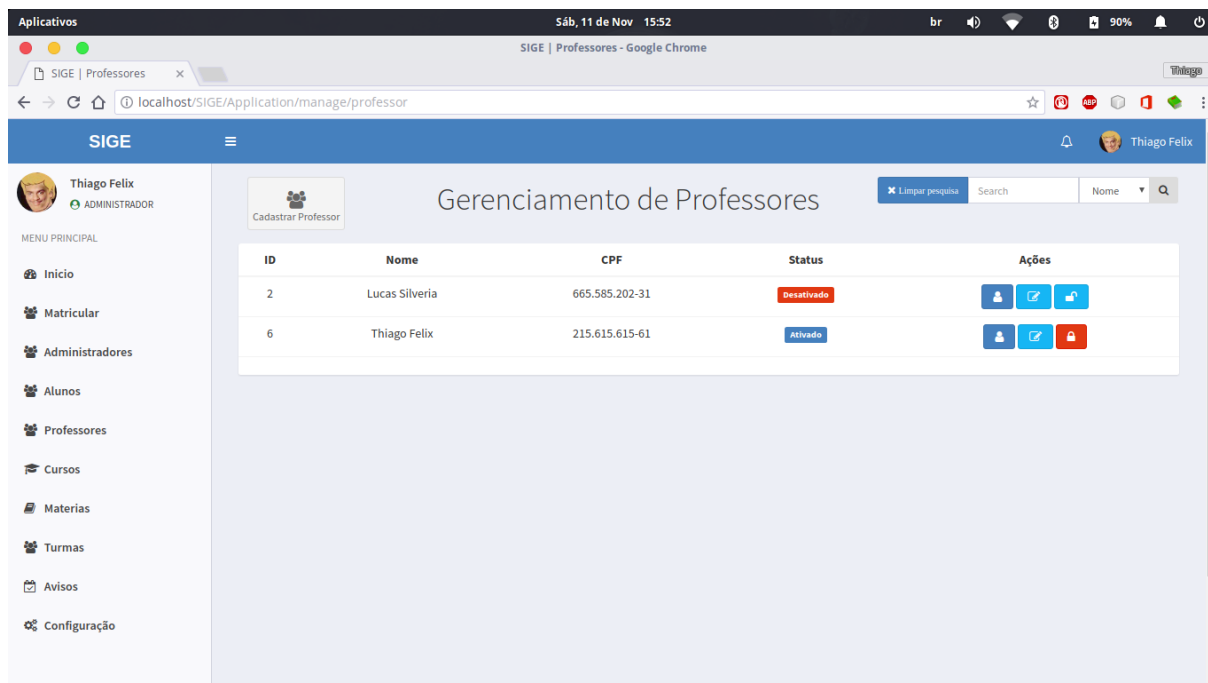 Aplicativos Sáb, 11 de Nov 15:52 br 90%
SIGE | Professores - Google Chrome
SIGE | Professores × Thiago
localhost/SIGE/Application/manage/professor ABP
SIGE Thiago Felix
Thiago Felix
ADMINISTRADOR
MENU PRINCIPAL
Inicio
Matricular
Administradores
Alunos
Professores
Cursos
Materias
Turmas
Avisos
Configuração
Cadastrar Professor
Gerenciamento de Professores
Limpar pesquisa Search Nome
ID Nome CPF Status Ações
2 Lucas Silveria 665.585.202-31 Desativado
6 Thiago Felix 215.615.615-61 Ativado